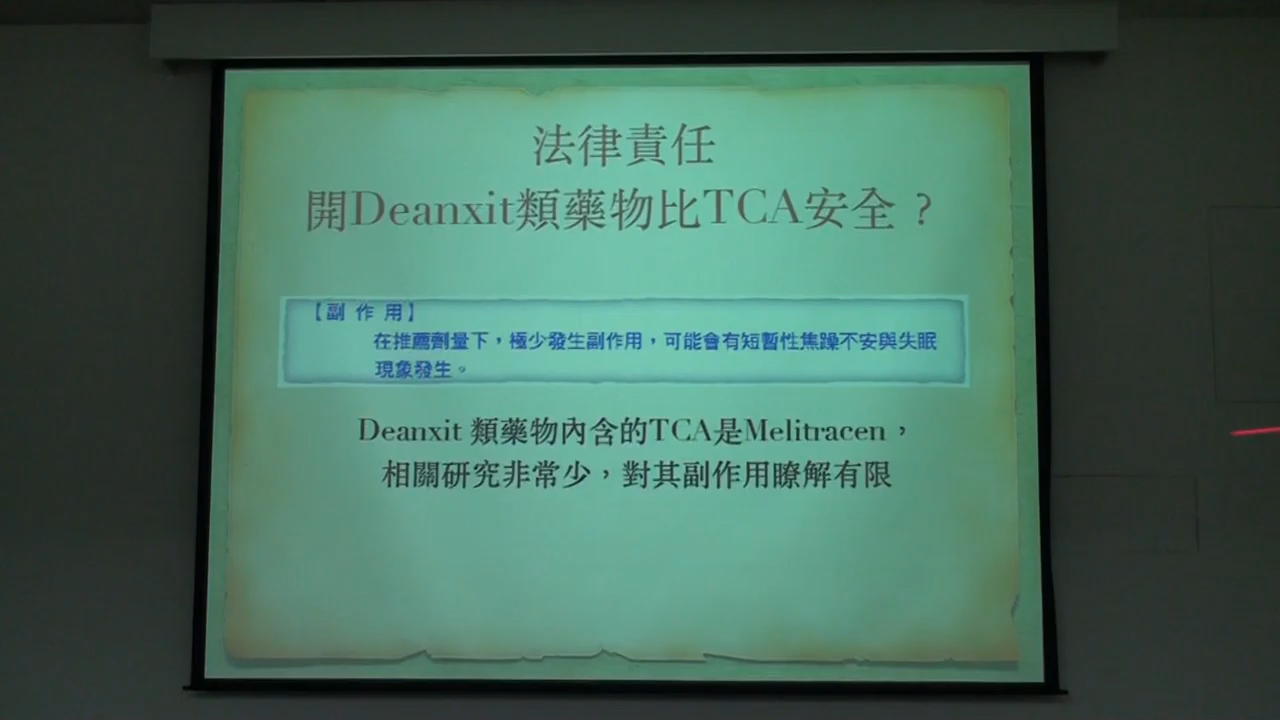 法律責任
開Deanxit類藥物比TCA安全？
【副 作 用】
在推薦劑量下，極少發生副作用，可能會有短暫性焦躁不安與失眠
現象發生。
Deanxit 類藥物內含的TCA是Melitracen，
相關研究非常少，對其副作用瞭解有限